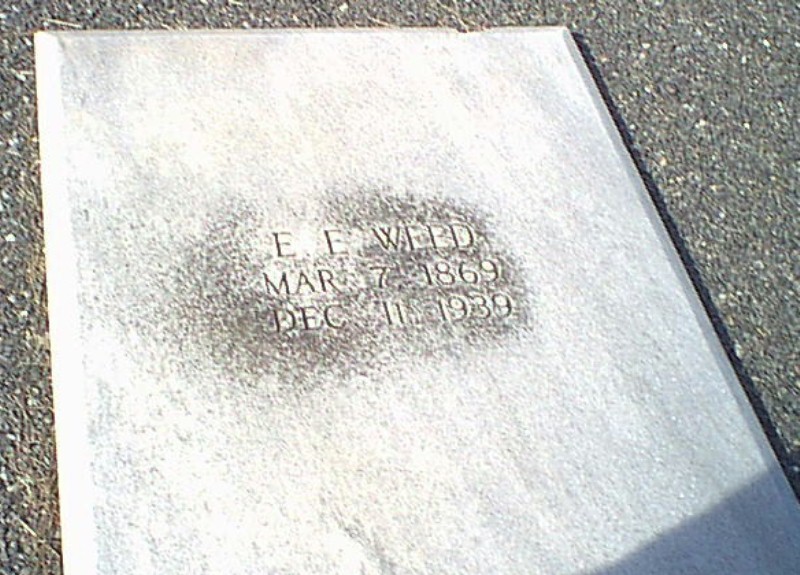 E. E. WEED
MAR. 7. 1869
DEC. 11. 1939